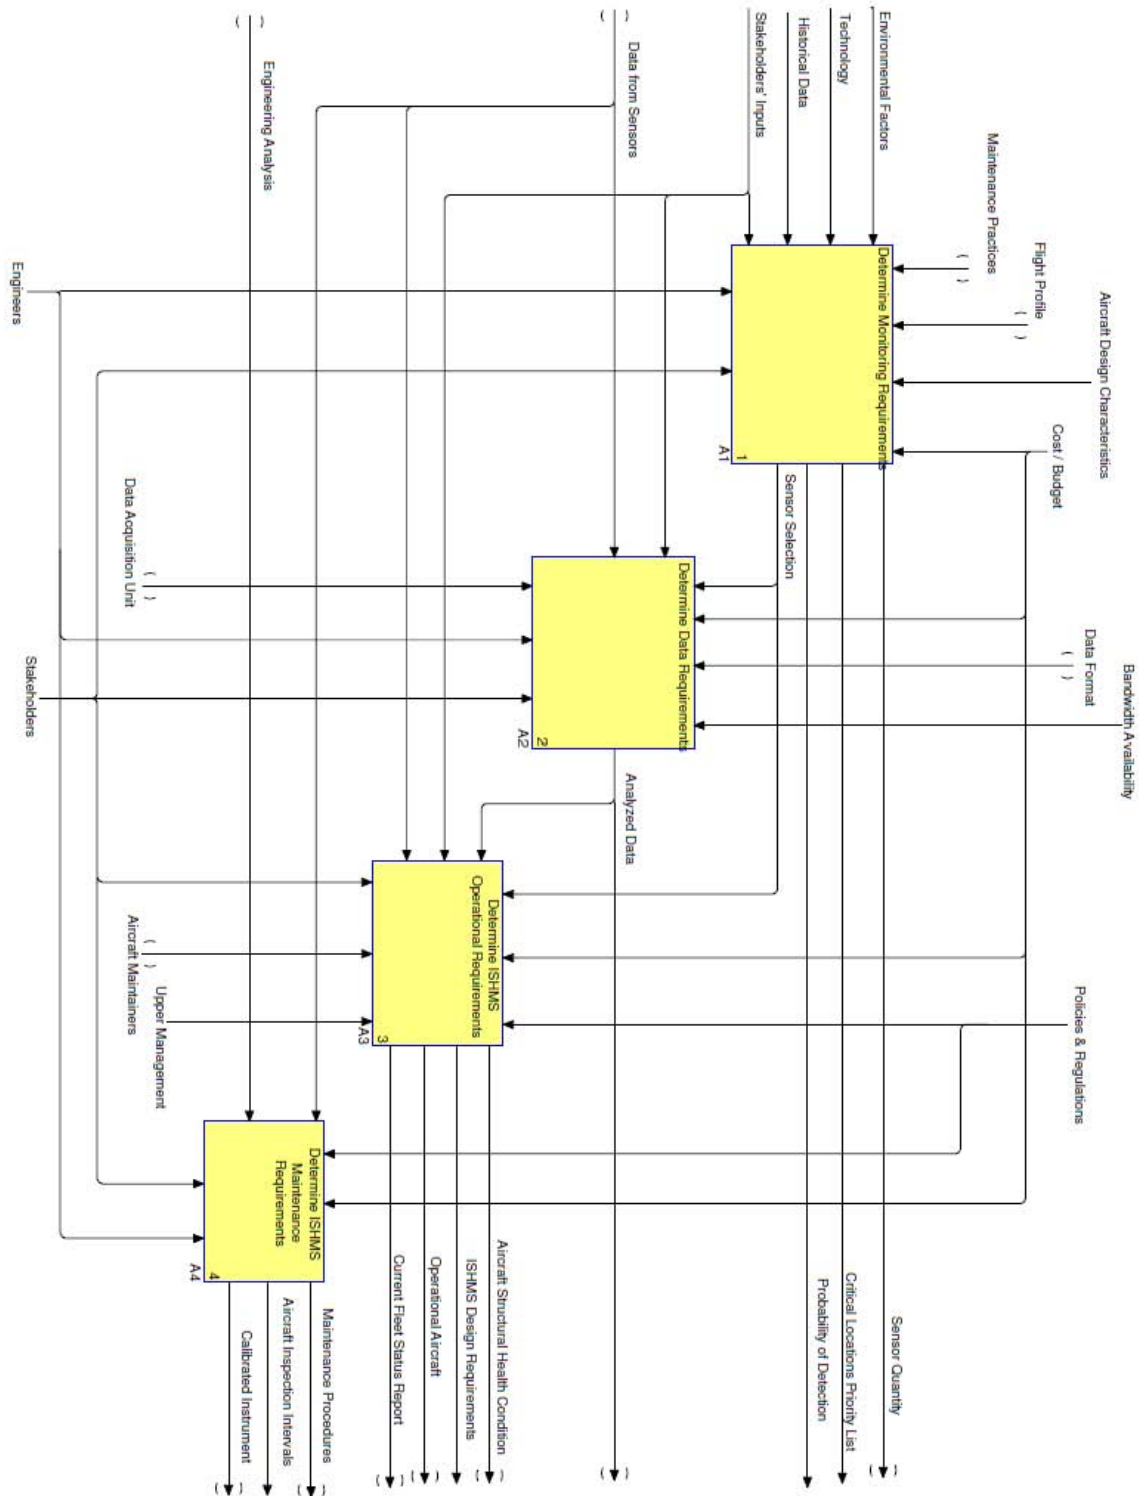 Aircraft Design Characteristics
Flight Profile
Maintenance Practices
Cost / Budget
Bandwidth Availability
Data Format
Policies & Regulations
Environmental Factors
Technology
Historical Data
Stakeholders' Inputs
Determine Monitoring Requirements
1
A1
Sensor Quantity
Critical Locations Priority List
Probability of Detection
Sensor Selection
Data from Sensors
Determine Data Requirements
2
A2
Analyzed Data
Determine ISHMS
Operational Requirements
3
A3
Aircraft Structural Health Condition
ISHMS Design Requirements
Operational Aircraft
Current Fleet Status Report
Engineering Analysis
Determine ISHMS
Maintenance
Requirements
4
A4
Maintenance Procedures
Aircraft Inspection Intervals
Calibrated Instrument
Data Acquisition Unit
Upper Management
Aircraft Maintainers
Engineers
Stakeholders